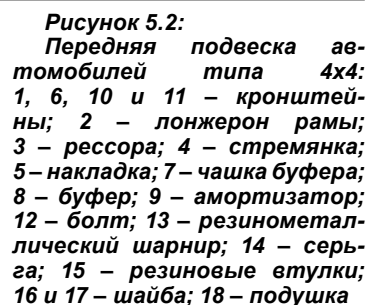 Рисунок 5.2:
Передняя подвеска ав-
томобилей типа 4х4:
1, 6, 10 и 11 – кронштей-
ны; 2 – лонжерон рамы;
3 – рессора; 4 – стремянка;
5 – накладка; 7 – чашка буфера;
8 – буфер; 9 – амортизатор;
12 – болт; 13 – резинометал-
лический шарнир; 14 – серь-
га; 15 – резиновые втулки;
16 и 17 – шайба; 18 – подушка